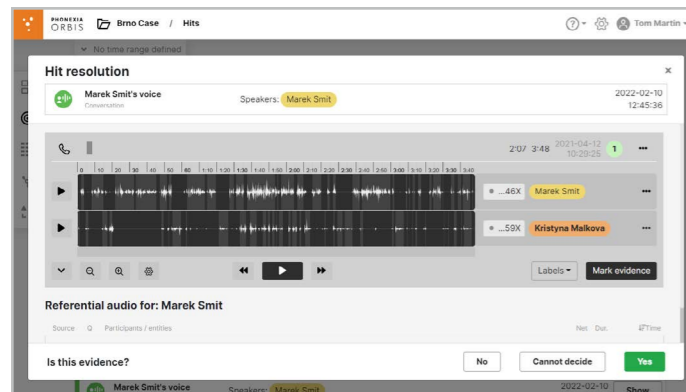 PHONEXIA
ORBIS
Brno Case / Hits
Tom Martin
No time range defined
Hit resolution
Marek Smit's voice
Conversation
Speakers: Marek Smit
2022-02-10
12:45:36
2:07 3:48 2021-04-12
10:29:25
1
0 10 20 30 40 50 60 1:10 1:20 1:30 1:40 1:50 2:00 2:10 2:20 2:30 2:40 2:50 3:00 3:10 3:20 3:30 3:40
...46X Marek Smit
...59X Kristyna Malkova
Labels
Mark evidence
Referential audio for: Marek Smit
Source Q Participants / entities Net. Dur. Time
Is this evidence?
No
Cannot decide
Yes
Marek Smit's voice
Speakers: Marek Smit
2022-02-10
Show